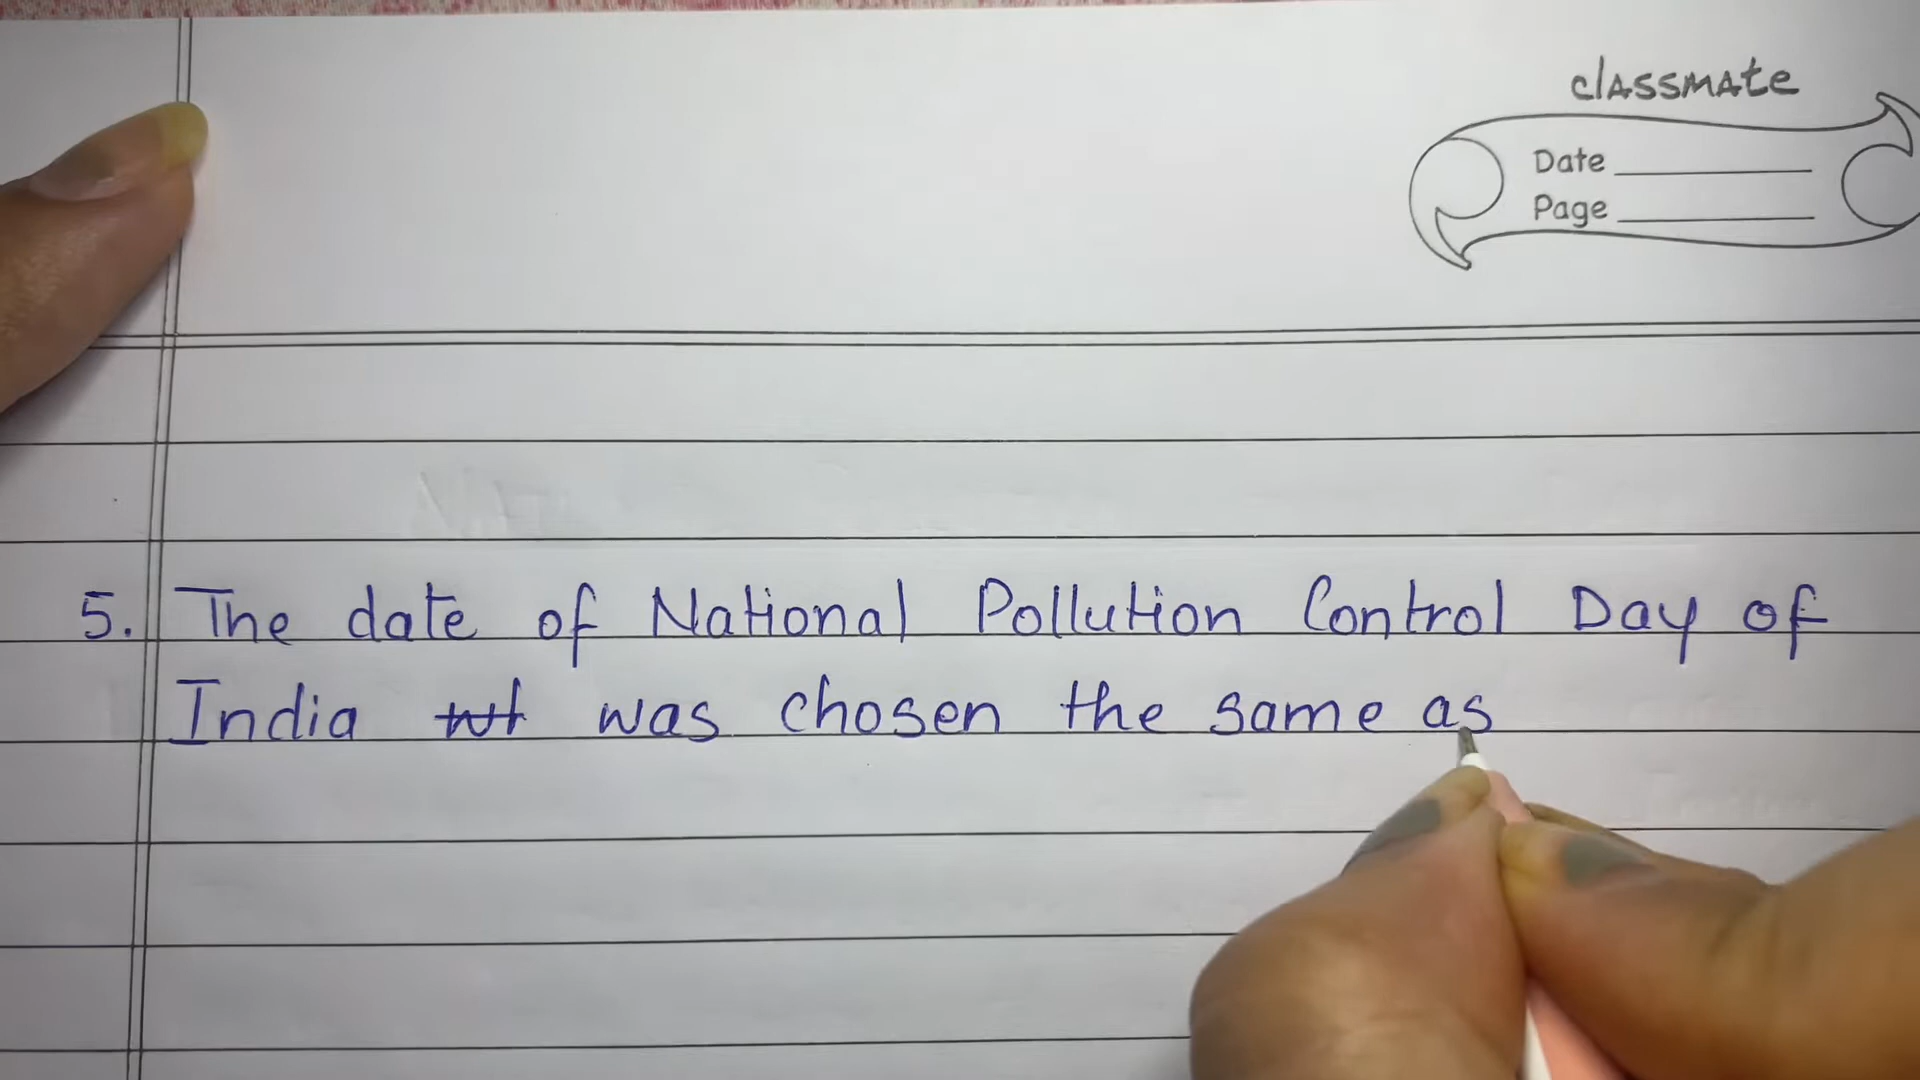 classmate
Date
Page
5. The date of National Pollution Control Day of
India was chosen the same as